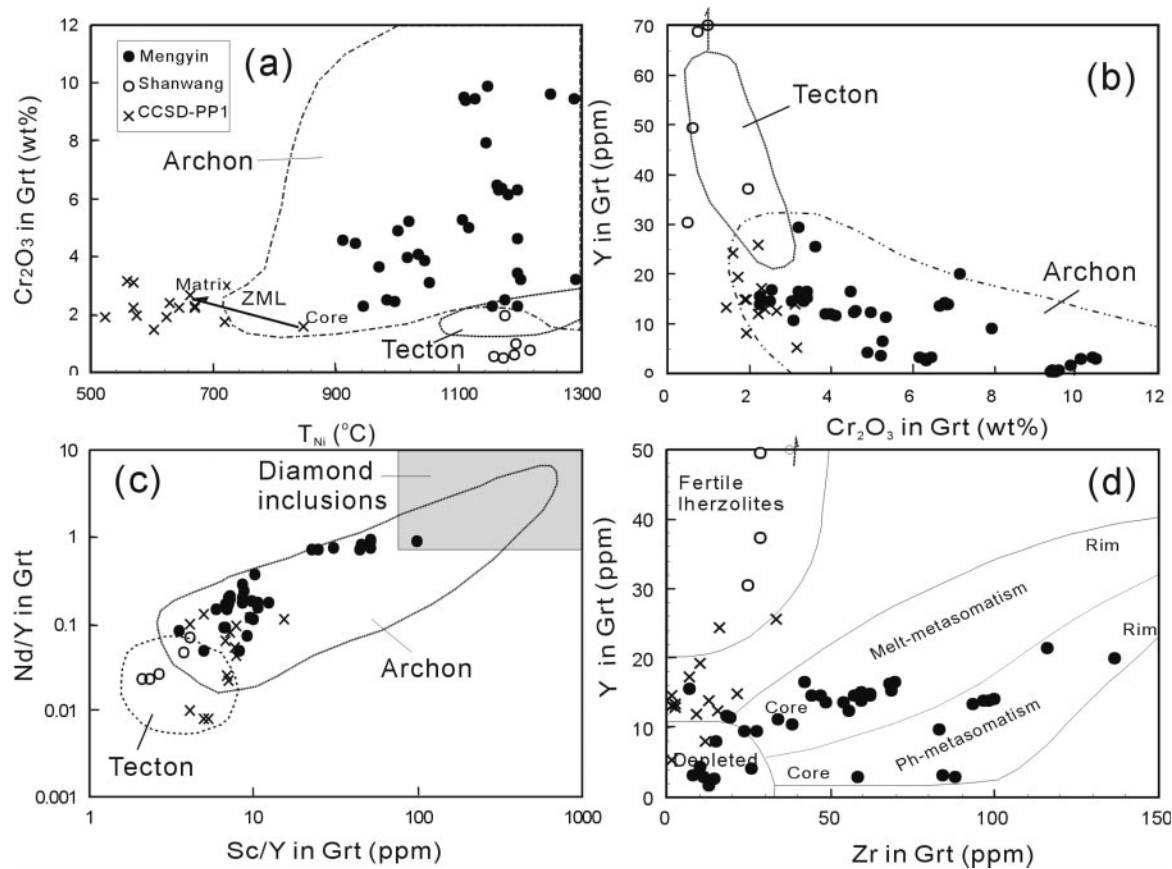 12
10
8
6
4
2
0
Cr₂O₃ in Grt (wt%)
Mengyin
Shanwang
CCSD-PP1
(a)
Archon
Matrix
ZML
Core
Tecton
500
700
900
1100
1300
T_Ni (°C)
70
60
50
40
30
20
10
0
Y in Grt (ppm)
(b)
Tecton
Archon
0
2
4
6
8
10
12
Cr₂O₃ in Grt (wt%)
10
1
0.1
0.01
0.001
Nd/Y in Grt
(c)
Diamond
inclusions
Archon
Tecton
1
10
100
1000
Sc/Y in Grt (ppm)
50
40
30
20
10
0
Y in Grt (ppm)
Fertile
lherzolites
(d)
Rim
Melt-metasomatism
Rim
Core
Ph-metasomatism
Depleted
Core
0
50
100
150
Zr in Grt (ppm)